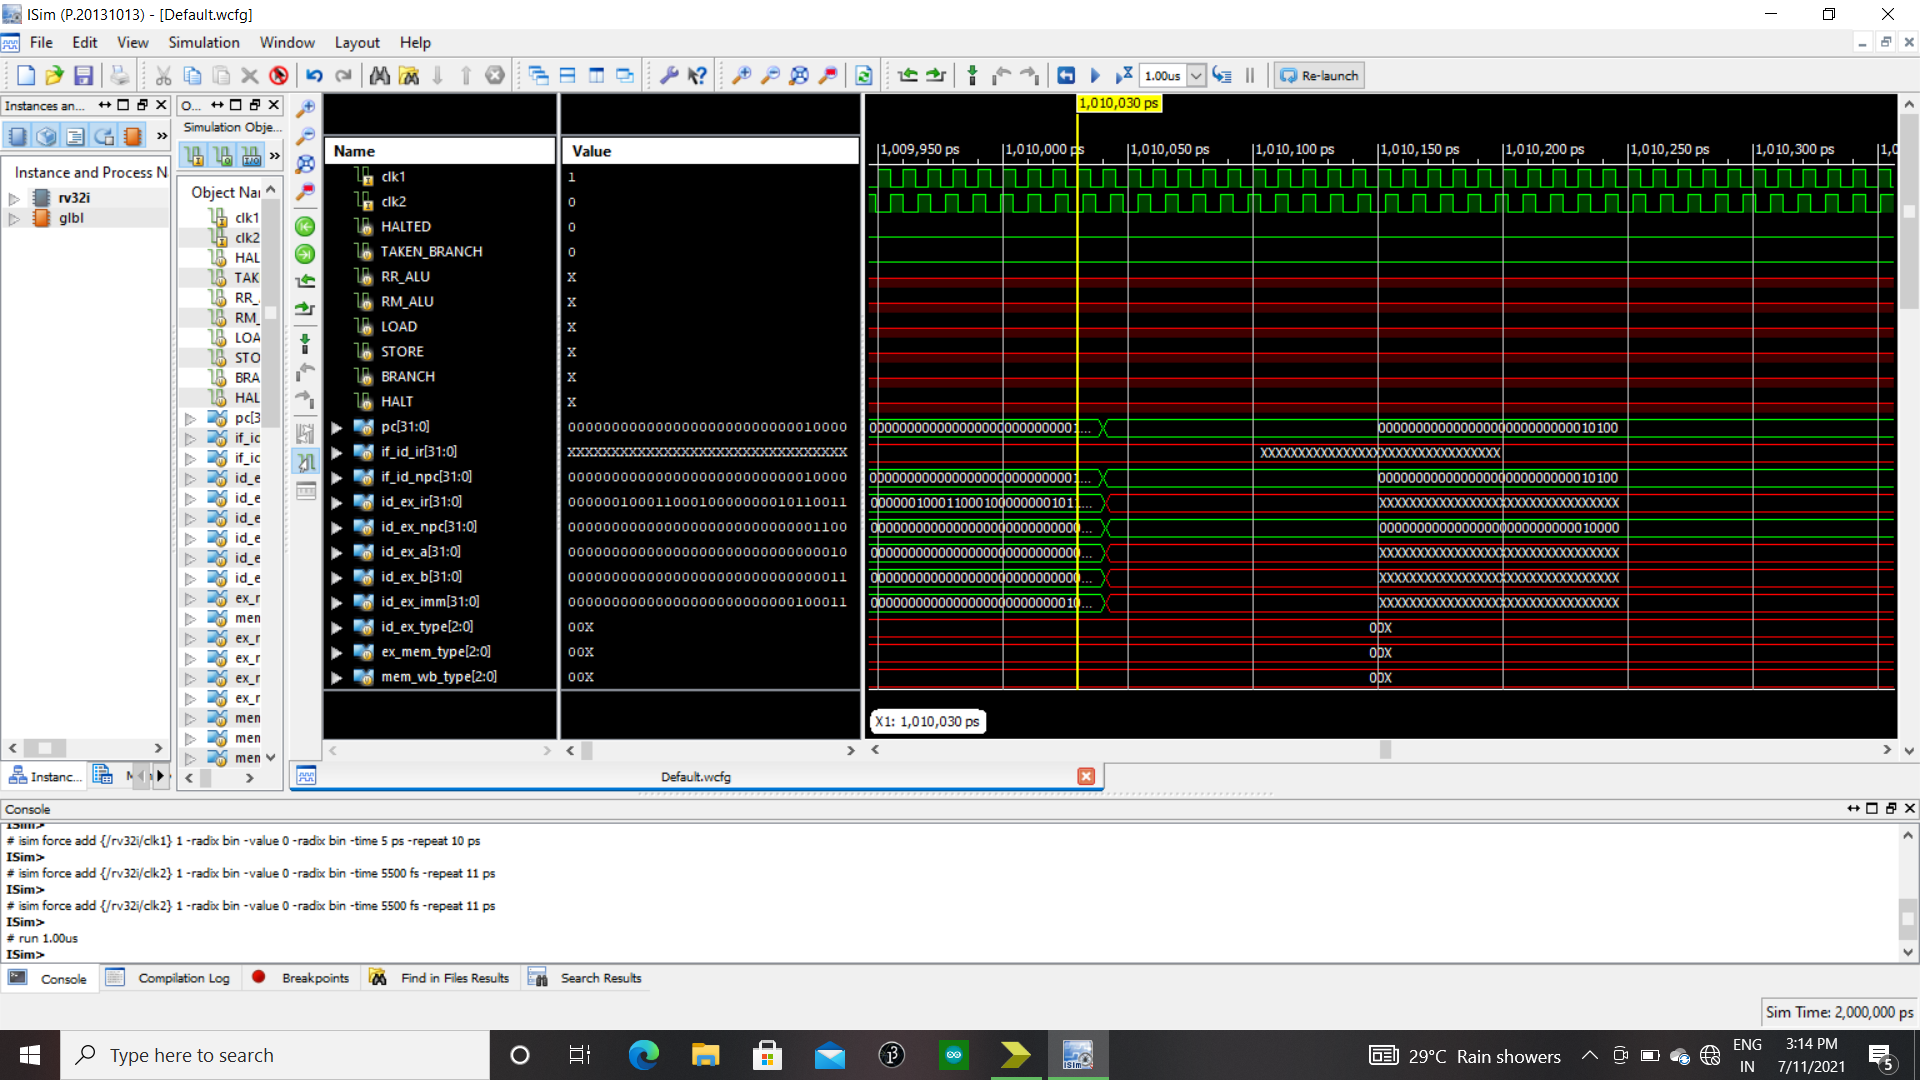 ISim (P.20131013) - [Default.wcfg]
File Edit View Simulation Window Layout Help
1.00us
Re-launch
Instances an...
O...
Simulation Obje...
Instance and Process N
rv32i
glbl
Object Nar
clk1
clk2
HAL
TAK
RR_
RM_
LOA
STO
BRA
HAL
pc[3
if_ic
if_ic
id_e
id_e
id_e
id_e
id_e
id_e
ex_r
mem
ex_r
ex_r
ex_r
ex_r
men
men
men
Name Value
clk1 1
clk2 0
HALTED 0
TAKEN_BRANCH 0
RR_ALU X
RM_ALU X
LOAD X
STORE X
BRANCH X
HALT X
pc[31:0] 00000000000000000000000000010000
if_id_ir[31:0] XXXXXXXXXXXXXXXXXXXXXXXXXXXXXXXX
if_id_npc[31:0] 00000000000000000000000000010000
id_ex_ir[31:0] 00000010001100010000000010110011
id_ex_npc[31:0] 00000000000000000000000000001100
id_ex_a[31:0] 00000000000000000000000000000010
id_ex_b[31:0] 00000000000000000000000000000011
id_ex_imm[31:0] 00000000000000000000000000100011
id_ex_type[2:0] 00X
ex_mem_type[2:0] 00X
mem_wb_type[2:0] 00X
1,010,030 ps
1,009,950 ps 1,010,000 ps 1,010,050 ps 1,010,100 ps 1,010,150 ps 1,010,200 ps 1,010,250 ps 1,010,300 ps 1,0
000000000000000000000000000 1... 00000000000000000000000000010100
XXXXXXXXXXXXXXXXXXXXXXXXXXXXXXXX
000000000000000000000000000 1... 00000000000000000000000000010100
0000001000110001000000001011... XXXXXXXXXXXXXXXXXXXXXXXXXXXXXXXX
0000000000000000000000000000... 00000000000000000000000000010000
0000000000000000000000000000... XXXXXXXXXXXXXXXXXXXXXXXXXXXXXXXX
0000000000000000000000000000... XXXXXXXXXXXXXXXXXXXXXXXXXXXXXXXX
0000000000000000000000000010... XXXXXXXXXXXXXXXXXXXXXXXXXXXXXXXX
00X
00X
00X
X1: 1,010,030 ps
Instanc...
Default.wcfg
Console
ISim>
# isim force add {/rv32i/clk1} 1 -radix bin -value 0 -radix bin -time 5 ps -repeat 10 ps
ISim>
# isim force add {/rv32i/clk2} 1 -radix bin -value 0 -radix bin -time 5500 fs -repeat 11 ps
ISim>
# isim force add {/rv32i/clk2} 1 -radix bin -value 0 -radix bin -time 5500 fs -repeat 11 ps
ISim>
# run 1.00us
ISim>
Console Compilation Log Breakpoints Find in Files Results Search Results
Sim Time: 2,000,000 ps
Type here to search
29°C Rain showers
ENG
IN
3:14 PM
7/11/2021
5